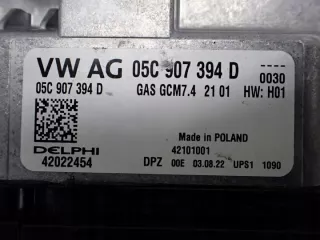 VW AG 05C 907 394 D
0030
05C 907 394 D GAS GCM7.4 21 01 HW: H01
Made in POLAND
DELPHI 42101001
42022454 DPZ 00E 03.08.22 UPS1 1090